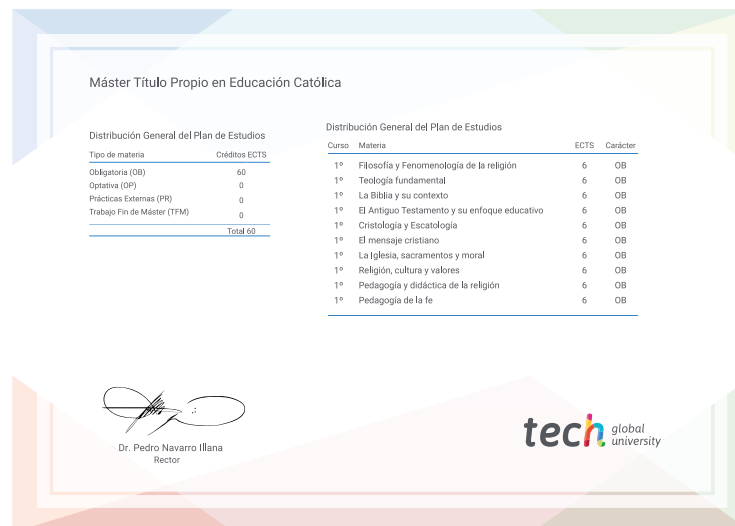 Máster Título Propio en Educación Católica
Distribución General del Plan de Estudios
Tipo de materia Créditos ECTS
Obligatoria (OB) 60
Optativa (OP) 0
Prácticas Externas (PR) 0
Trabajo Fin de Máster (TFM) 0
Total 60
Distribución General del Plan de Estudios
Curso Materia ECTS Carácter
1º Filosofía y Fenomenología de la religión 6 OB
1º Teología fundamental 6 OB
1º La Biblia y su contexto 6 OB
1º El Antiguo Testamento y su enfoque educativo 6 OB
1º Cristología y Escatología 6 OB
1º El mensaje cristiano 6 OB
1º La Iglesia, sacramentos y moral 6 OB
1º Religión, cultura y valores 6 OB
1º Pedagogía y didáctica de la religión 6 OB
1º Pedagogía de la fe 6 OB
Dr. Pedro Navarro Illana
Rector
tech global
university